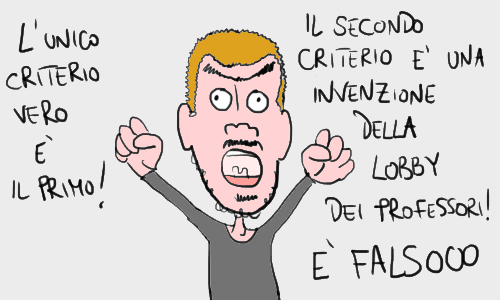 L'UNICO
CRITERIO
VERO
È
IL PRIMO!
IL SECONDO
CRITERIO E' UNA
INVENZIONE
DELLA
LOBBY
DEI PROFESSORI!
È FALSOOO